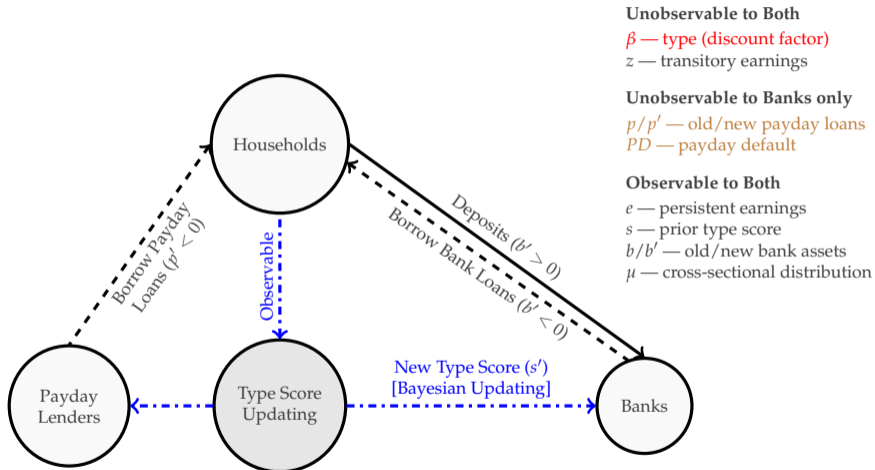 Unobservable to Both
β — type (discount factor)
z — transitory earnings
Unobservable to Banks only
p/p′ — old/new payday loans
PD — payday default
Observable to Both
e — persistent earnings
s — prior type score
b/b′ — old/new bank assets
μ — cross-sectional distribution
Households
Borrow Payday
Loans (p′ < 0)
Observable
Deposits (b′ > 0)
Borrow Bank Loans (b′ < 0)
Payday
Lenders
Type Score
Updating
New Type Score (s′)
[Bayesian Updating]
Banks